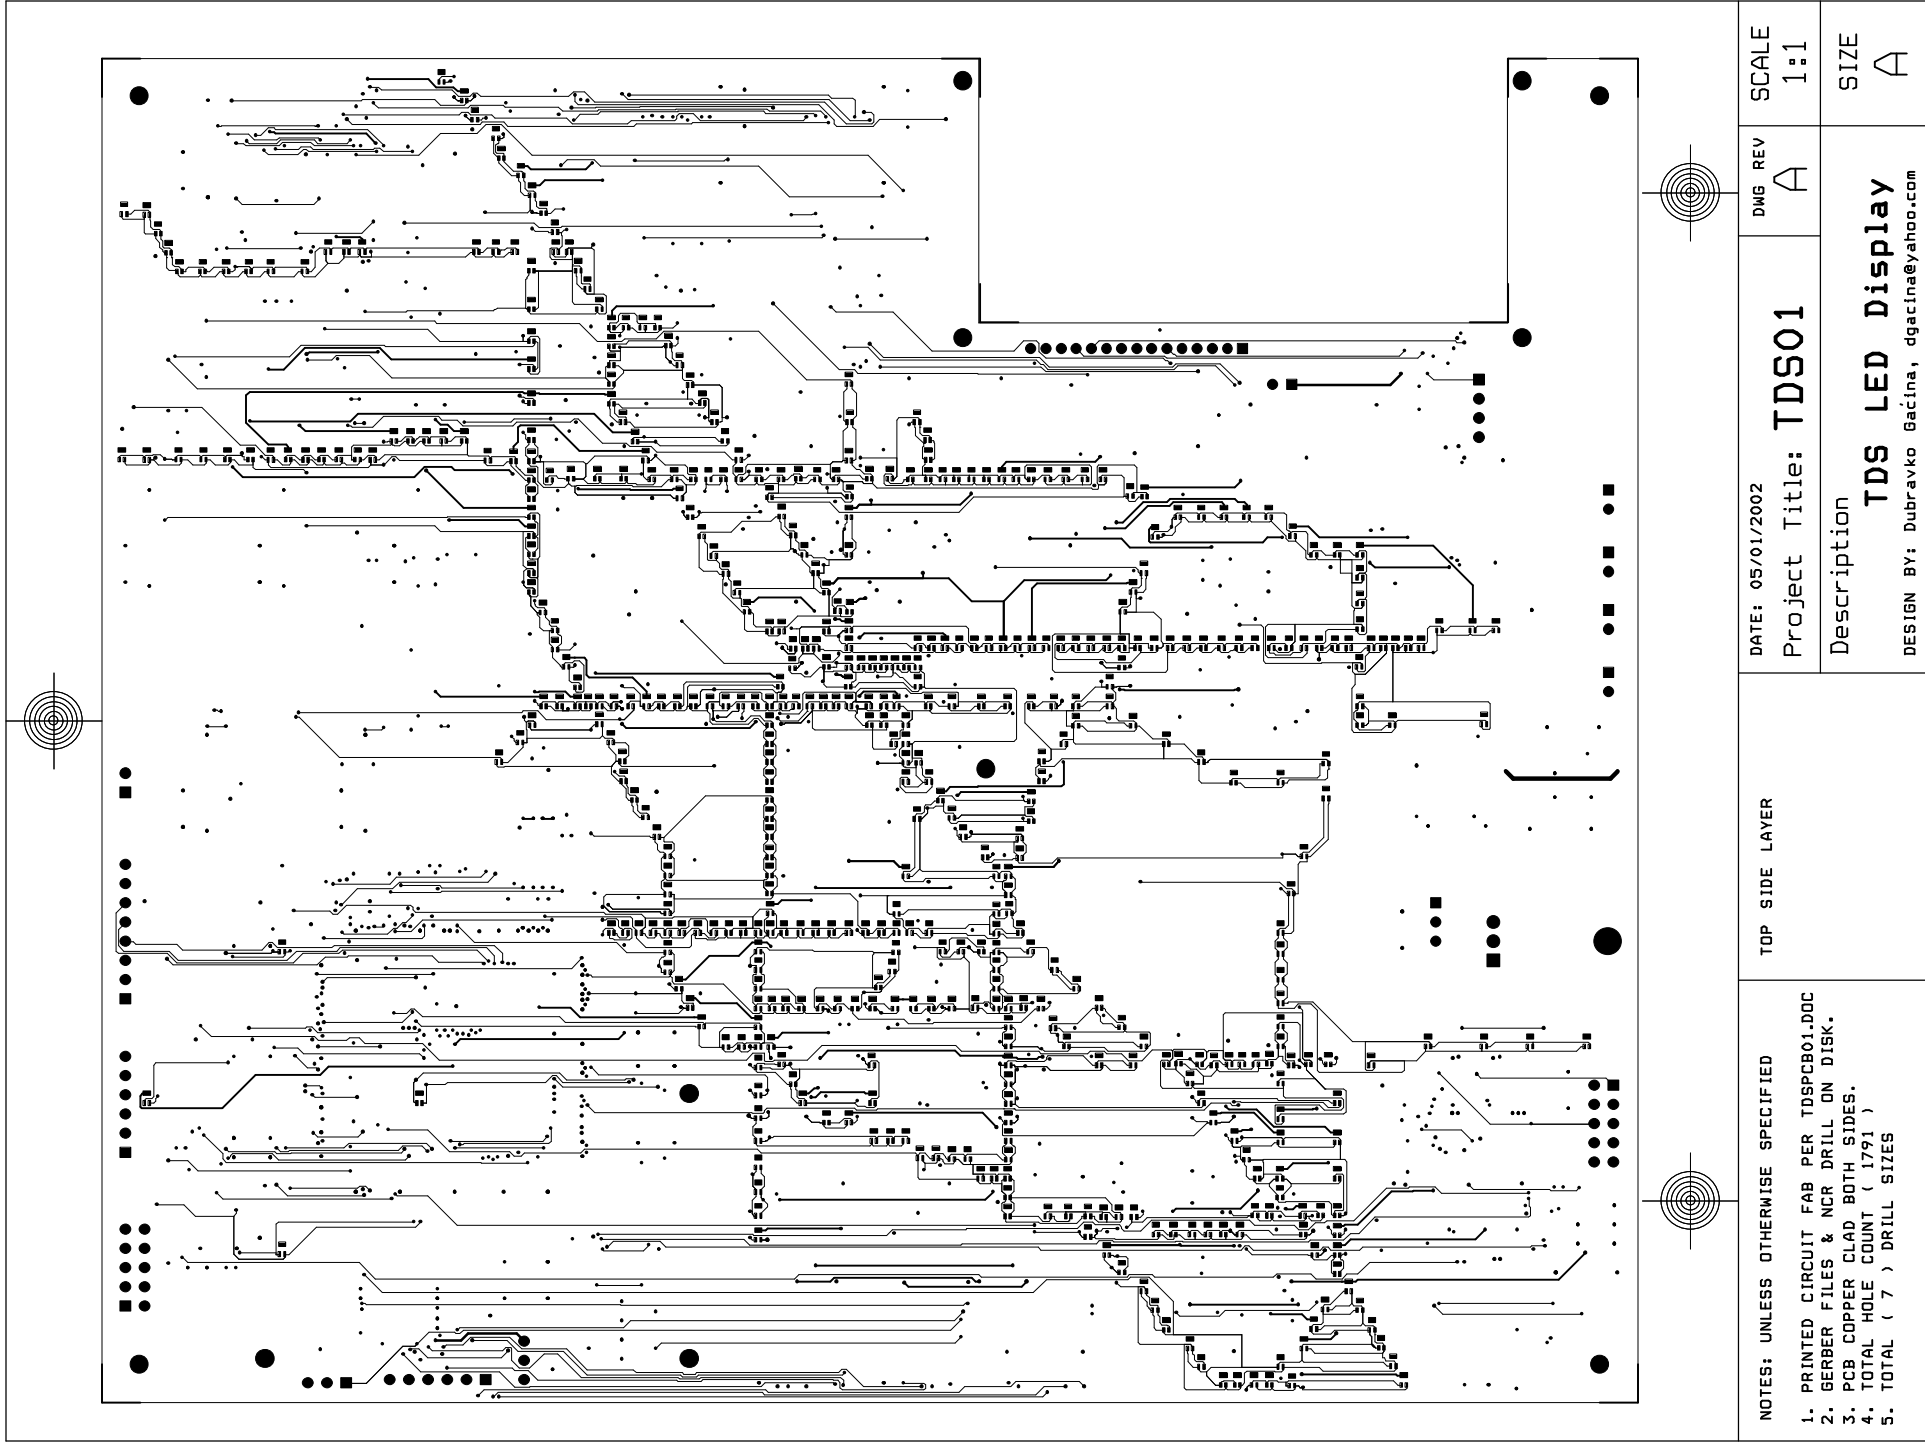 NOTES: UNLESS OTHERWISE SPECIFIED
1. PRINTED CIRCUIT FAB PER TDSPCB01.DOC
2. GERBER FILES & NCR DRILL ON DISK.
3. PCB COPPER CLAD BOTH SIDES.
4. TOTAL HOLE COUNT ( 1791 )
5. TOTAL ( 7 ) DRILL SIZES
TOP SIDE LAYER
DATE: 05/01/2002
Project Title: TDS01
Description
TDS LED Display
DESIGN BY: Dubravko Gacina, dgacina@yahoo.com
DWG REV
A
SCALE
1:1
SIZE
A